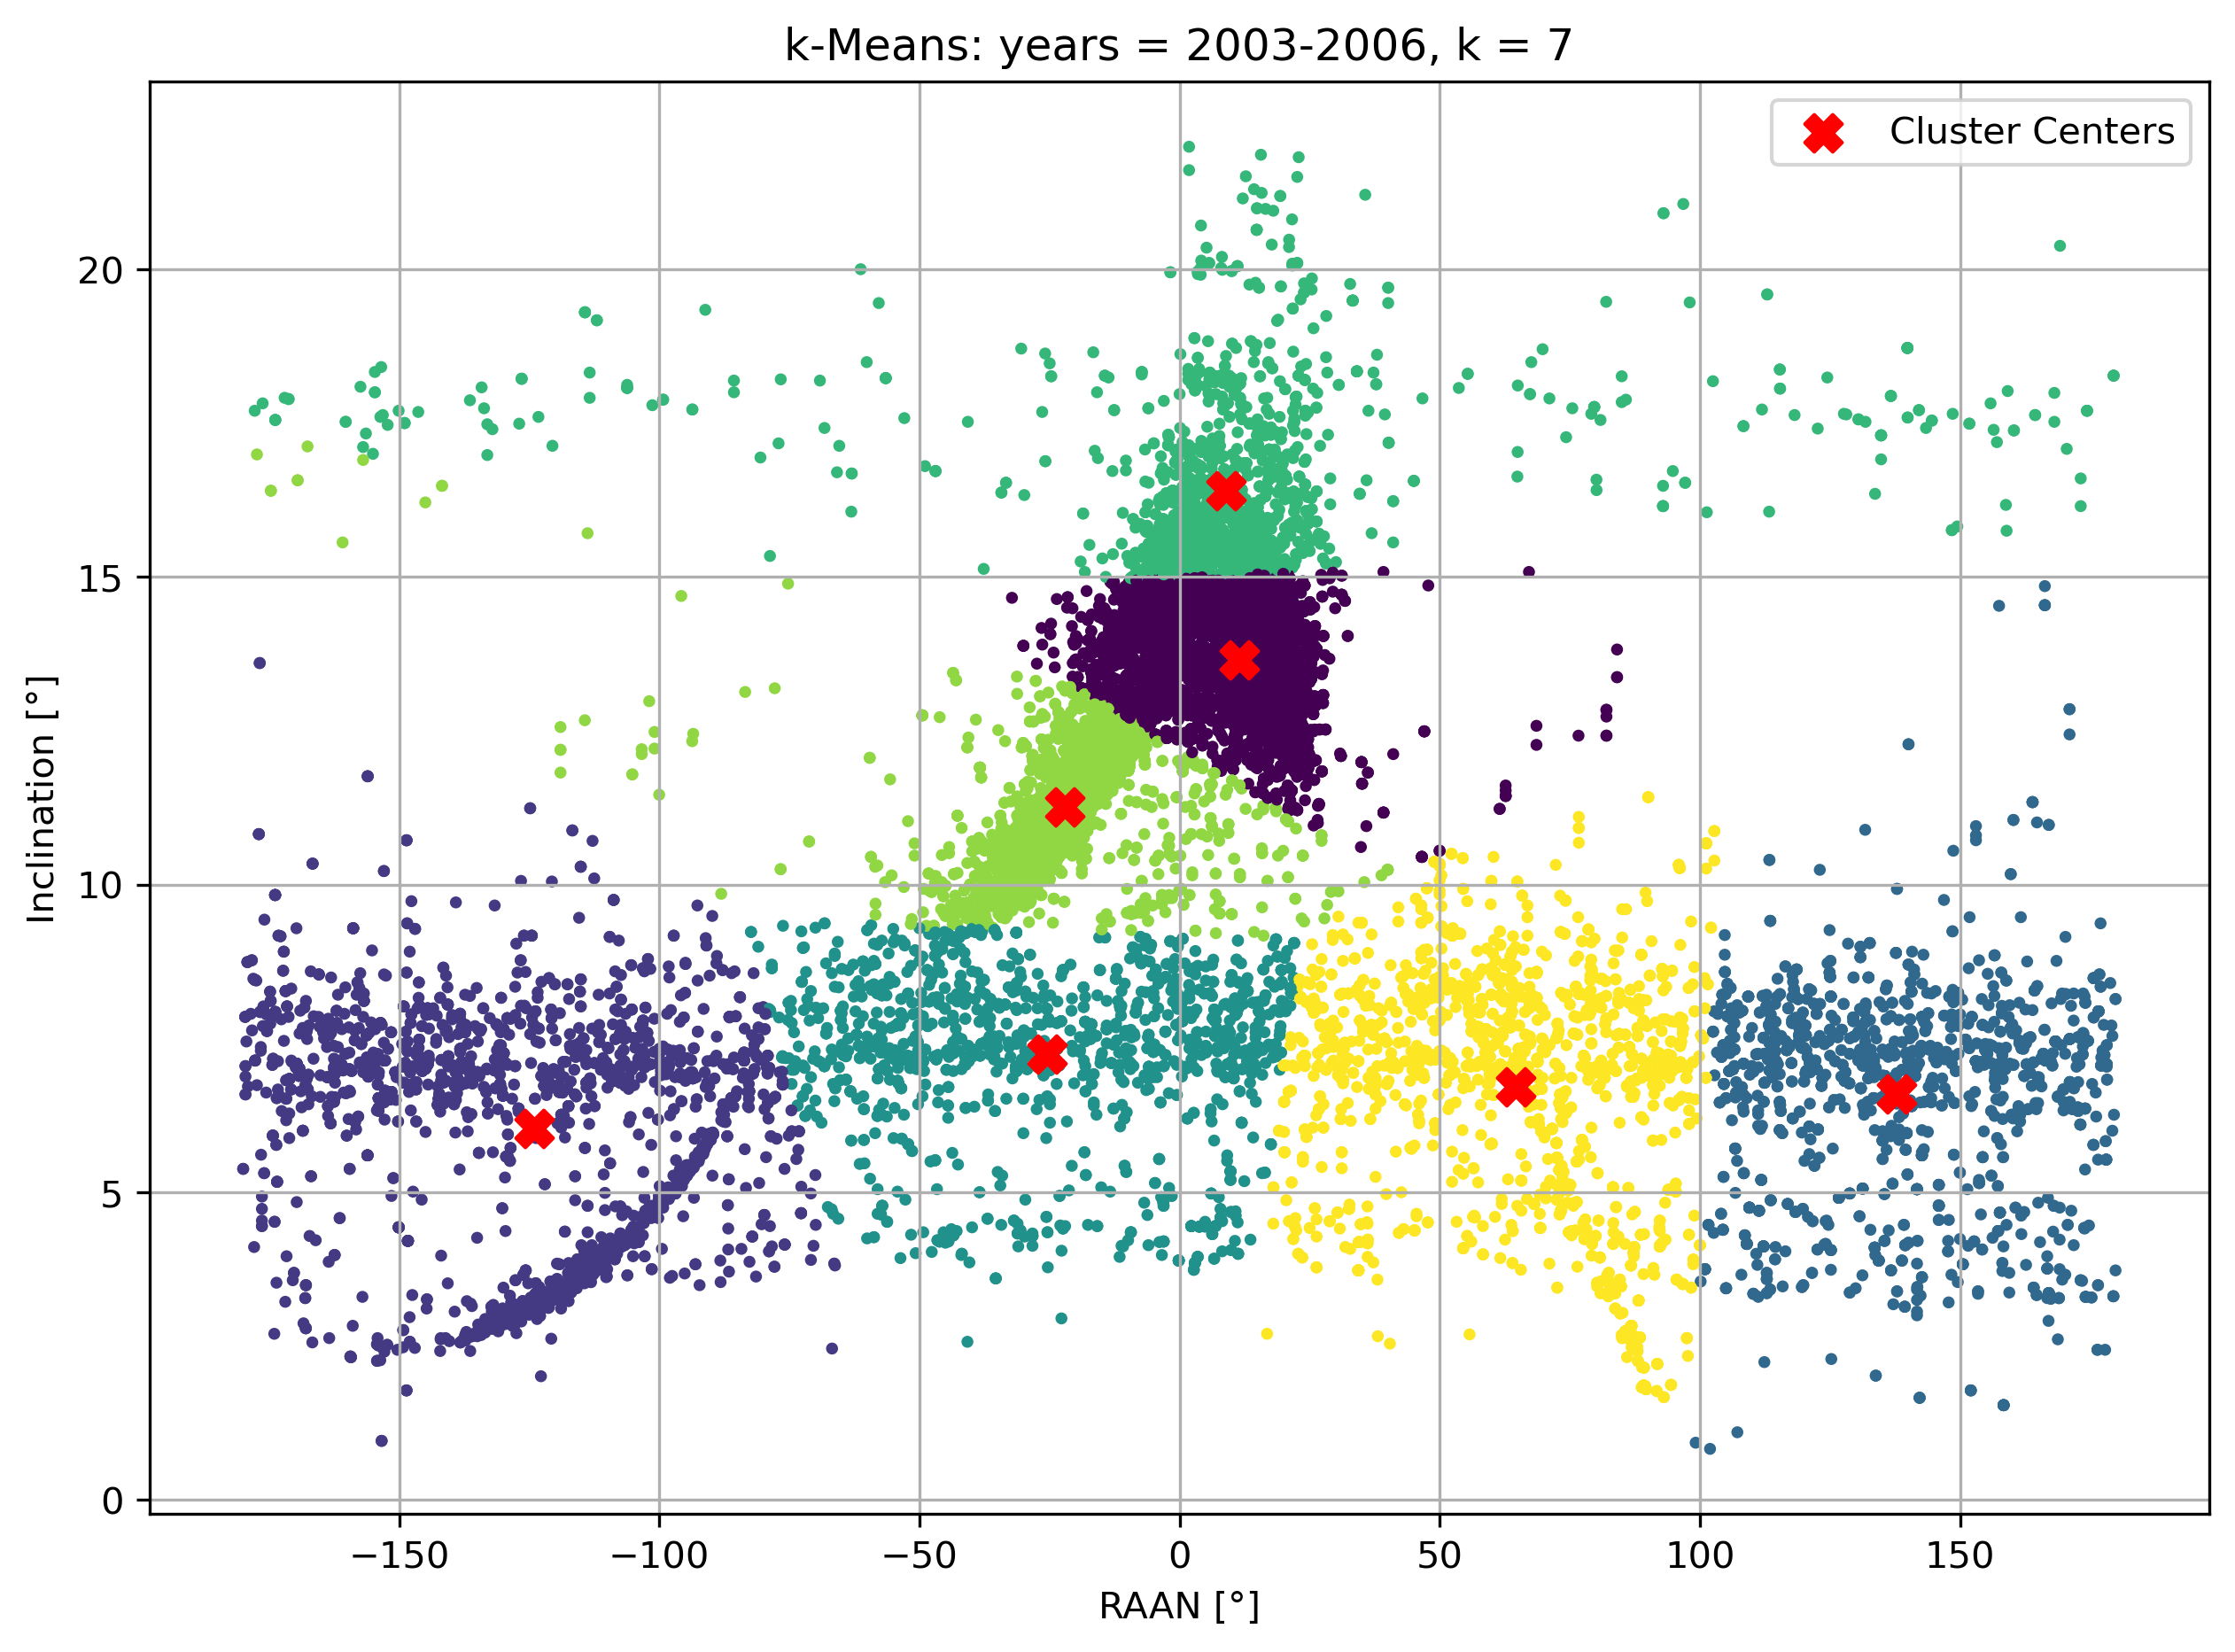 k-Means: years = 2003-2006, k = 7
Cluster Centers
20
15
10
5
0
Inclination [°]
−150 −100 −50 0 50 100 150
RAAN [°]